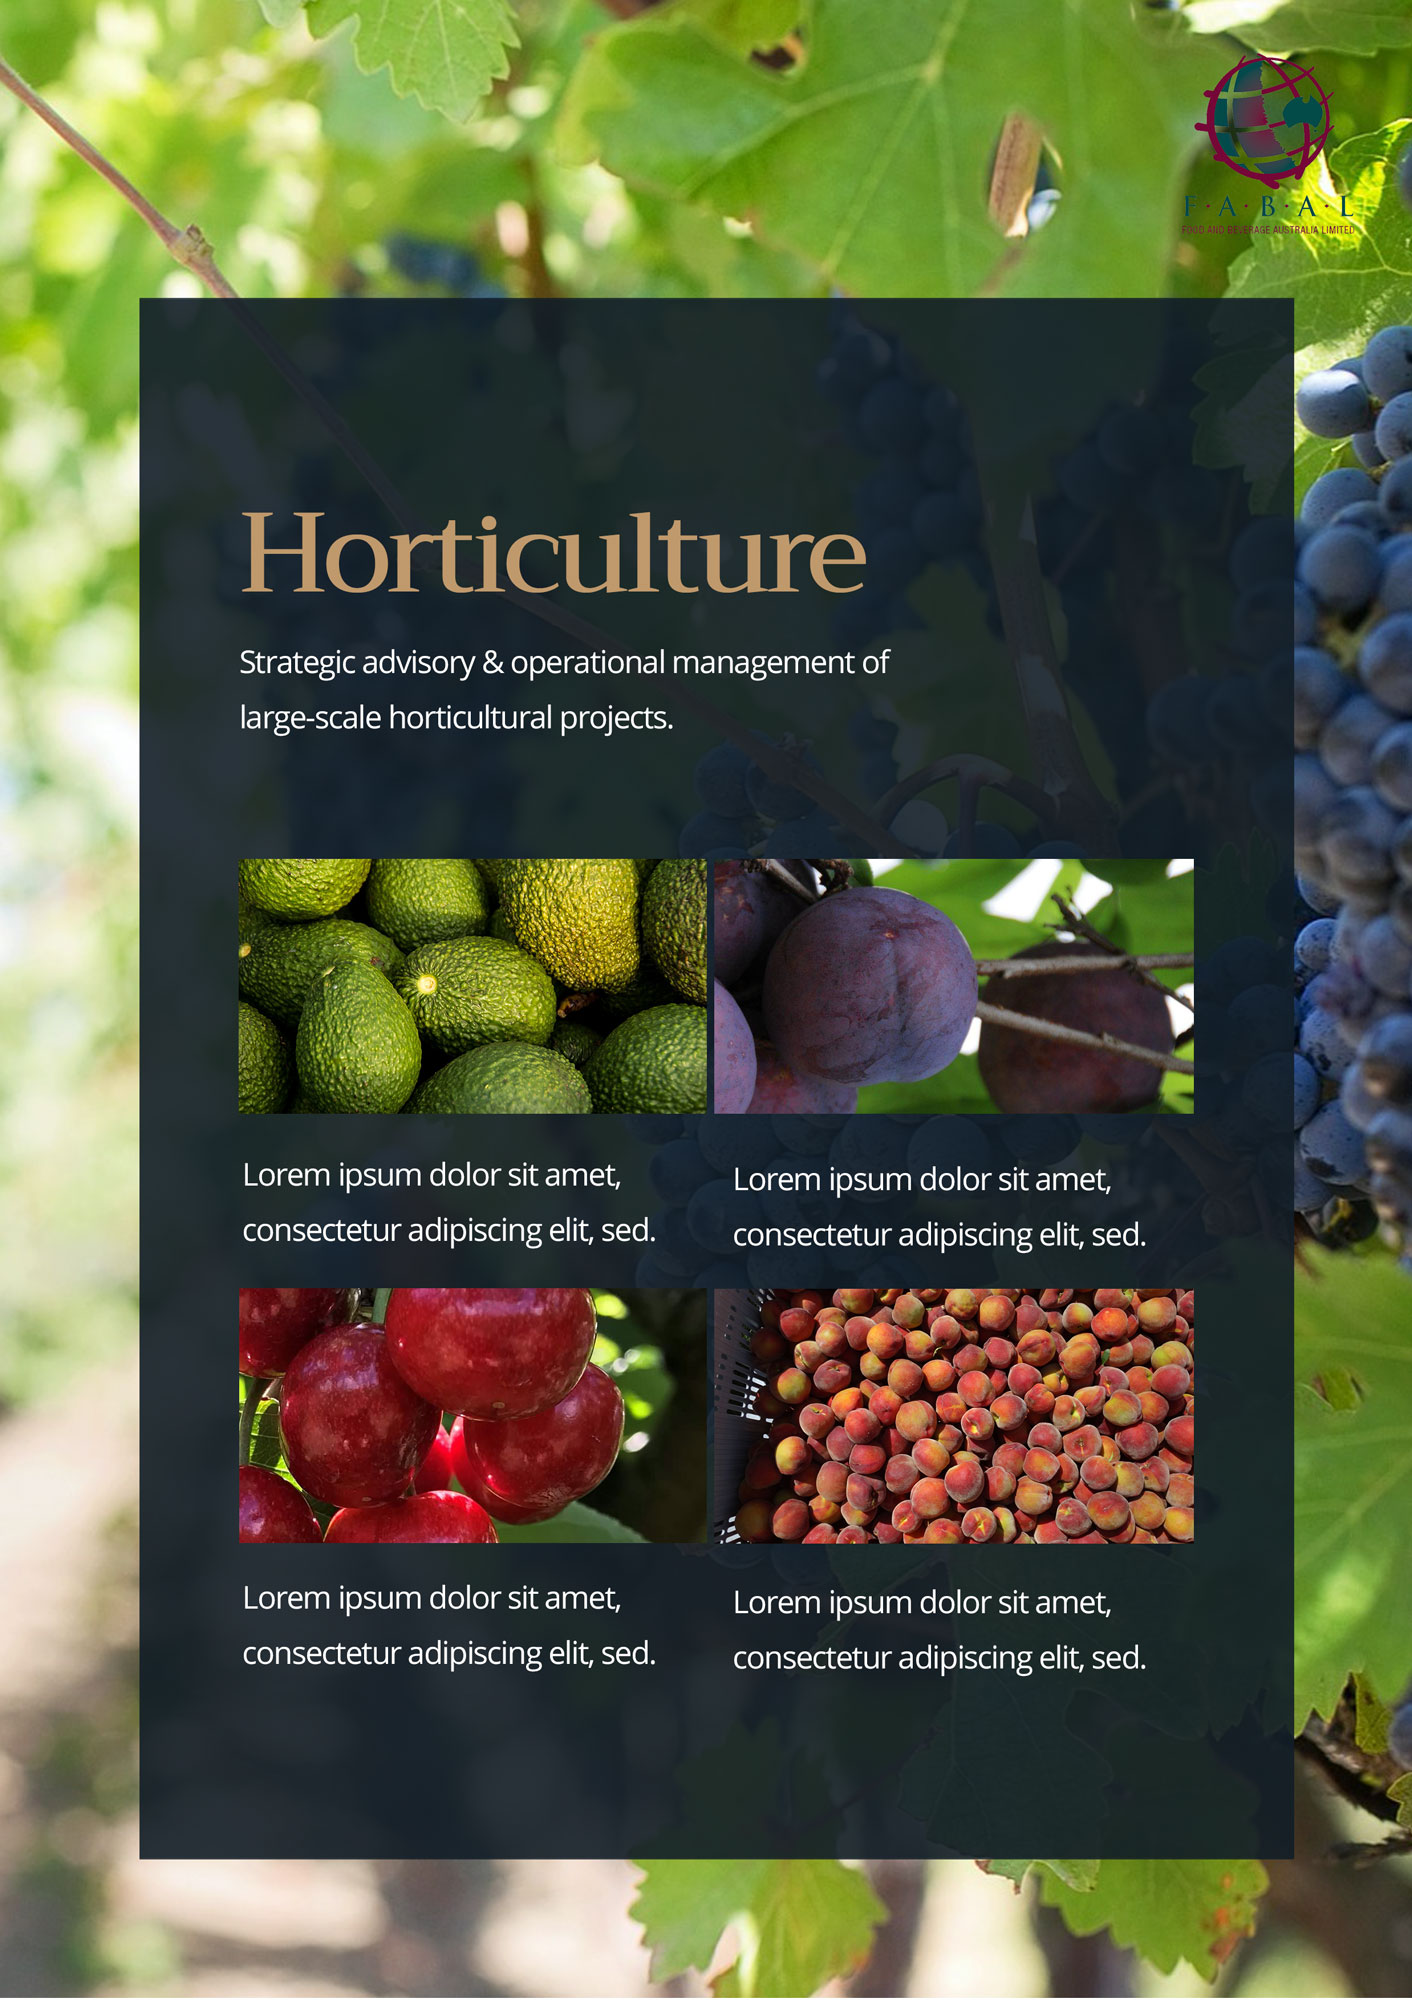 F·A·B·A·L
FOOD AND BEVERAGE AUSTRALIA LIMITED
Horticulture
Strategic advisory & operational management of
large-scale horticultural projects.
Lorem ipsum dolor sit amet,
consectetur adipiscing elit, sed.
Lorem ipsum dolor sit amet,
consectetur adipiscing elit, sed.
Lorem ipsum dolor sit amet,
consectetur adipiscing elit, sed.
Lorem ipsum dolor sit amet,
consectetur adipiscing elit, sed.